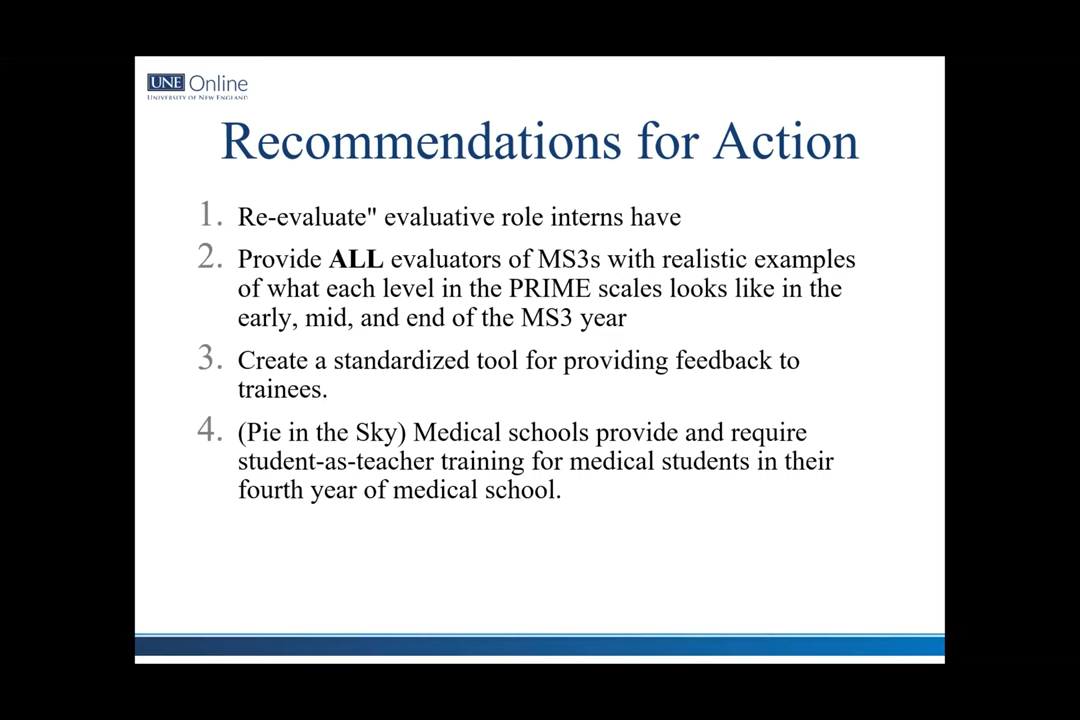 UNE Online
UNIVERSITY OF NEW ENGLAND
Recommendations for Action
1. Re-evaluate" evaluative role interns have
2. Provide ALL evaluators of MS3s with realistic examples
of what each level in the PRIME scales looks like in the
early, mid, and end of the MS3 year
3. Create a standardized tool for providing feedback to
trainees.
4. (Pie in the Sky) Medical schools provide and require
student-as-teacher training for medical students in their
fourth year of medical school.